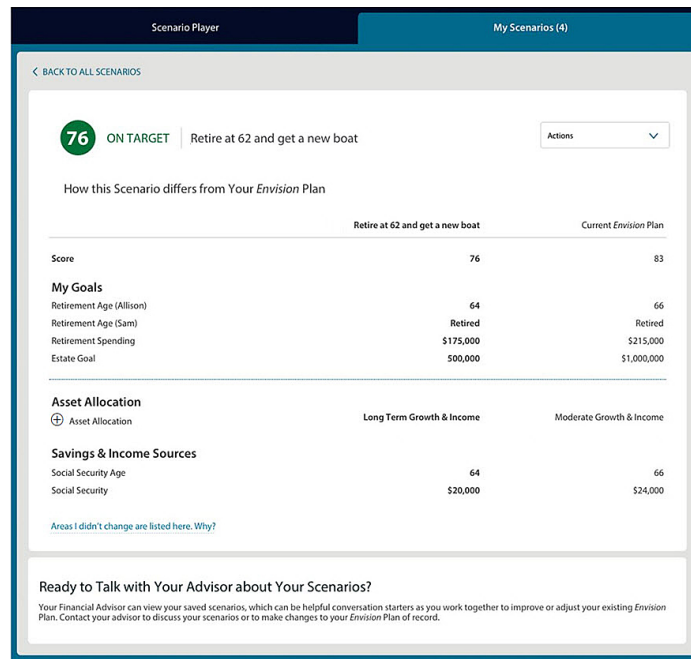 Scenario Player
My Scenarios (4)
BACK TO ALL SCENARIOS
76 ON TARGET Retire at 62 and get a new boat
Actions
How this Scenario differs from Your Envision Plan
Retire at 62 and get a new boat Current Envision Plan
Score 76 83
My Goals
Retirement Age (Allison) 64 66
Retirement Age (Sam) Retired Retired
Retirement Spending $175,000 $215,000
Estate Goal 500,000 $1,000,000
Asset Allocation
Asset Allocation Long Term Growth & Income Moderate Growth & Income
Savings & Income Sources
Social Security Age 64 66
Social Security $20,000 $24,000
Areas I didn't change are listed here. Why?
Ready to Talk with Your Advisor about Your Scenarios?
Your Financial Advisor can view your saved scenarios, which can be helpful conversation starters as you work together to improve or adjust your existing Envision
Plan. Contact your advisor to discuss your scenarios or to make changes to your Envision Plan of record.